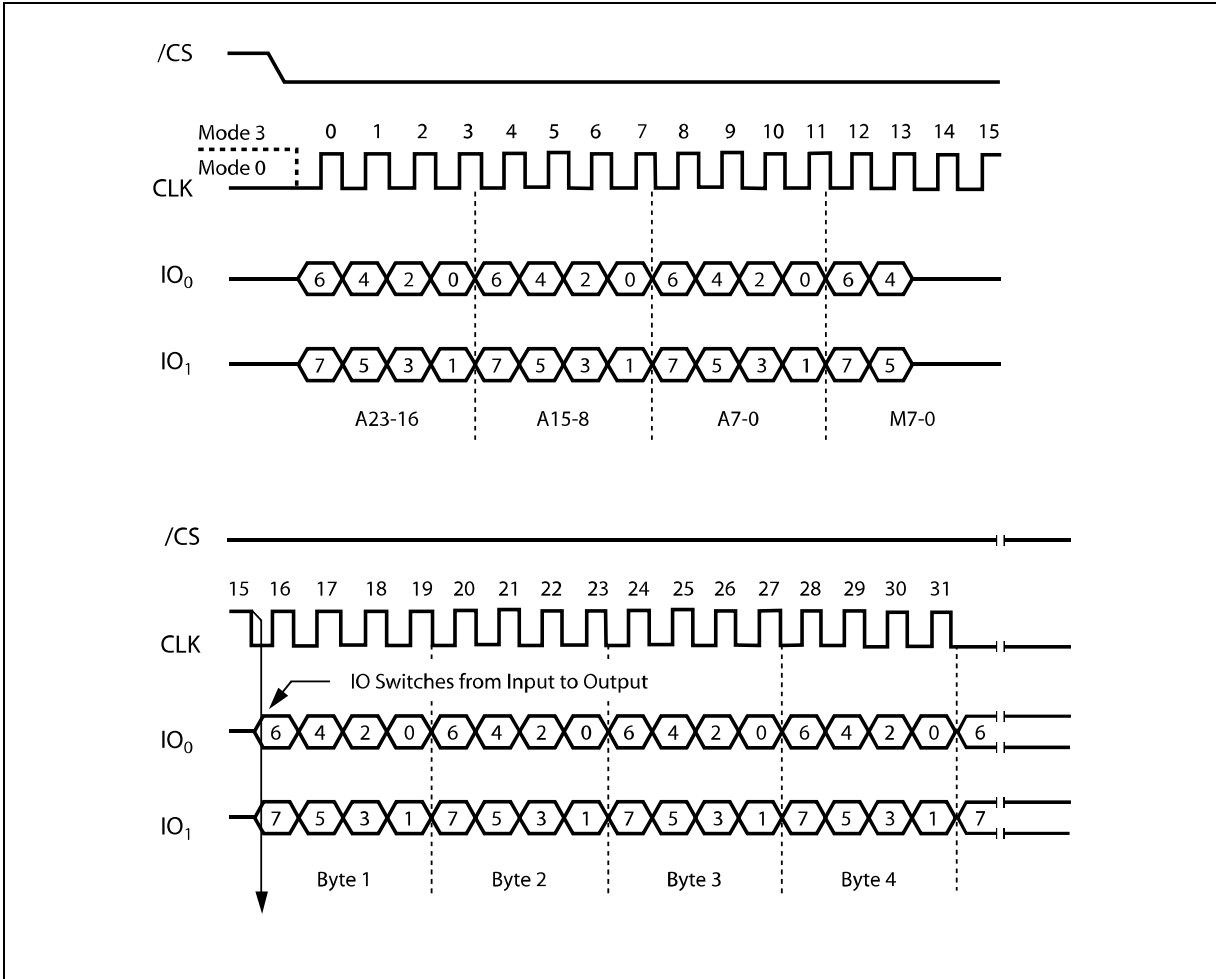 /CS
Mode 3
0 1 2 3 4 5 6 7 8 9 10 11 12 13 14 15
Mode 0
CLK
IO0 6 4 2 0 6 4 2 0 6 4 2 0 6 4
IO1 7 5 3 1 7 5 3 1 7 5 3 1 7 5
A23-16 A15-8 A7-0 M7-0
/CS
15 16 17 18 19 20 21 22 23 24 25 26 27 28 29 30 31
CLK
IO Switches from Input to Output
IO0 6 4 2 0 6 4 2 0 6 4 2 0 6 4 2 0 6
IO1 7 5 3 1 7 5 3 1 7 5 3 1 7 5 3 1 7
Byte 1 Byte 2 Byte 3 Byte 4